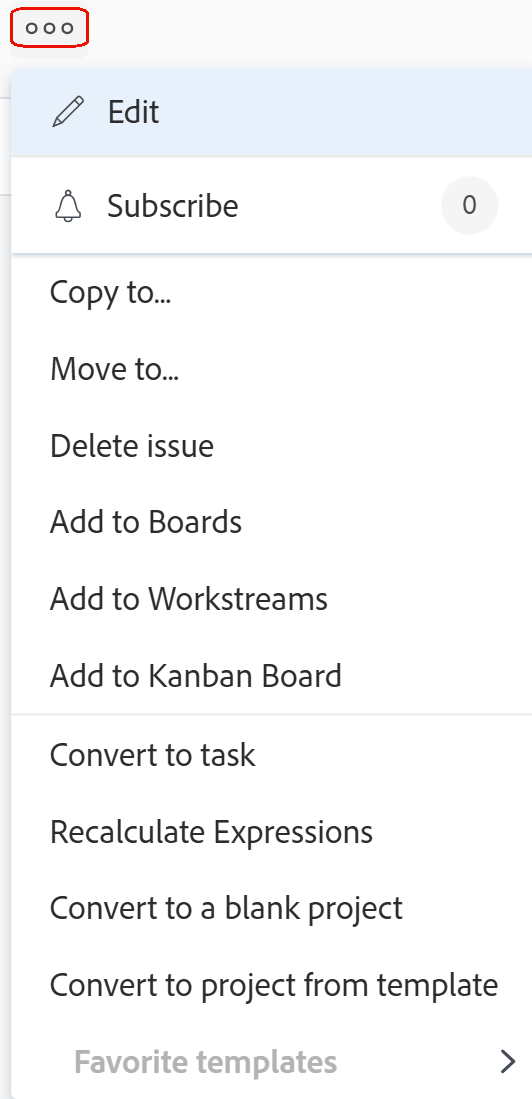 Edit
Subscribe 0
Copy to...
Move to...
Delete issue
Add to Boards
Add to Workstreams
Add to Kanban Board
Convert to task
Recalculate Expressions
Convert to a blank project
Convert to project from template
Favorite templates